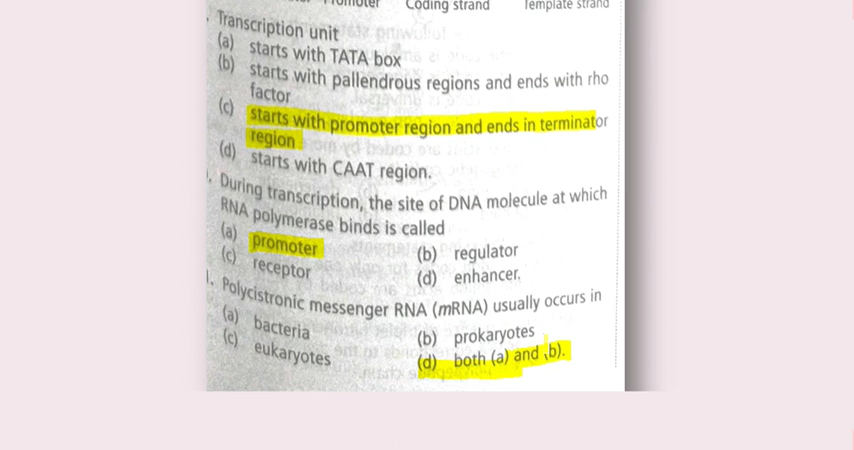 Promoter Coding strand Template strand
Transcription unit
(a) starts with TATA box
(b) starts with pallendrous regions and ends with rho
factor
(c) starts with promoter region and ends in terminator
region
(d) starts with CAAT region.
During transcription, the site of DNA molecule at which
RNA polymerase binds is called
(a) promoter (b) regulator
(c) receptor (d) enhancer.
Polycistronic messenger RNA (mRNA) usually occurs in
(a) bacteria (b) prokaryotes
(c) eukaryotes (d) both (a) and (b).